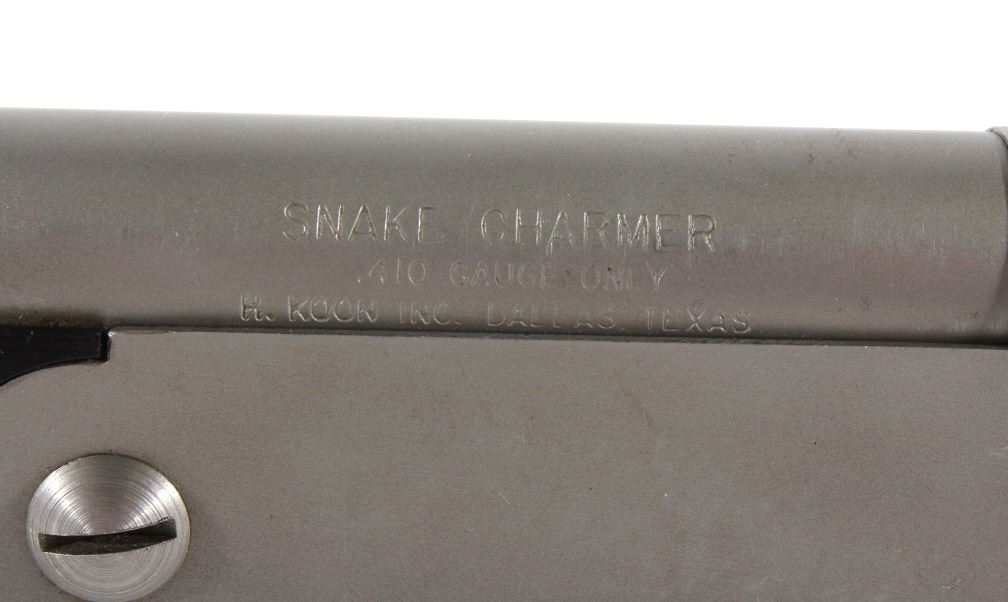 SNAKE CHARMER
.410 GAUGE ONLY
H. KOON INC. DALLAS, TEXAS